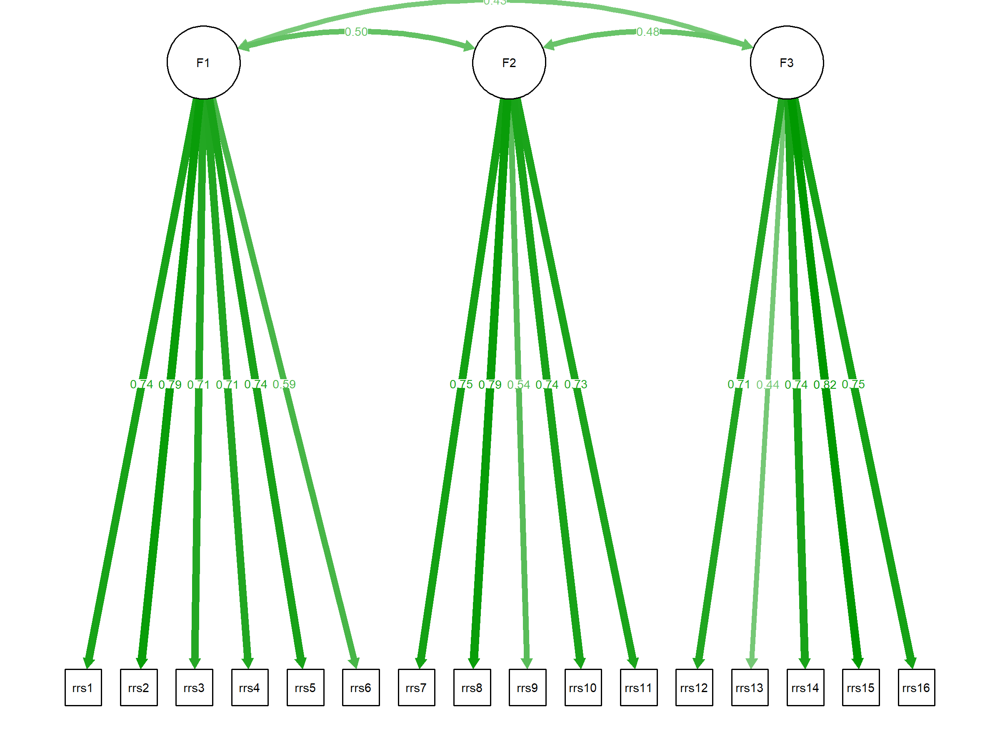 0.43
0.50 0.48
F1 F2 F3
0.74 0.79 0.71 0.71 0.74 0.59 0.75 0.79 0.54 0.74 0.73 0.71 0.44 0.74 0.82 0.75
rrs1 rrs2 rrs3 rrs4 rrs5 rrs6 rrs7 rrs8 rrs9 rrs10 rrs11 rrs12 rrs13 rrs14 rrs15 rrs16